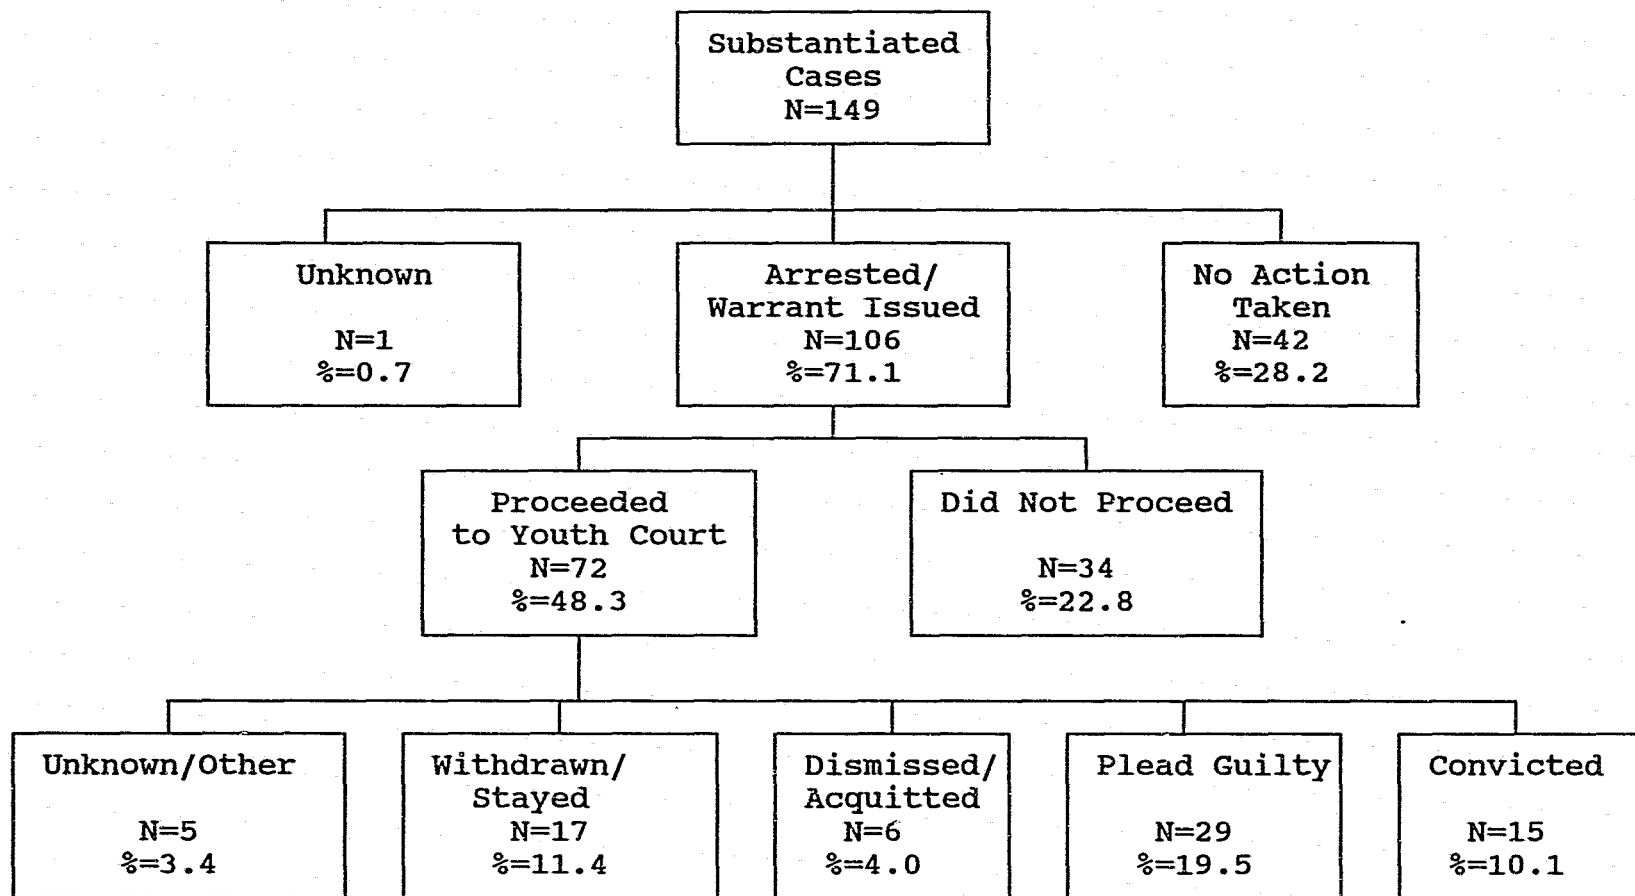 Substantiated
Cases
N=149
Unknown
N=1
%=0.7
Arrested/
Warrant Issued
N=106
%=71.1
No Action
Taken
N=42
%=28.2
Proceeded
to Youth Court
N=72
%=48.3
Did Not Proceed
N=34
%=22.8
Unknown/Other
N=5
%=3.4
Withdrawn/
Stayed
N=17
%=11.4
Dismissed/
Acquitted
N=6
%=4.0
Plead Guilty
N=29
%=19.5
Convicted
N=15
%=10.1